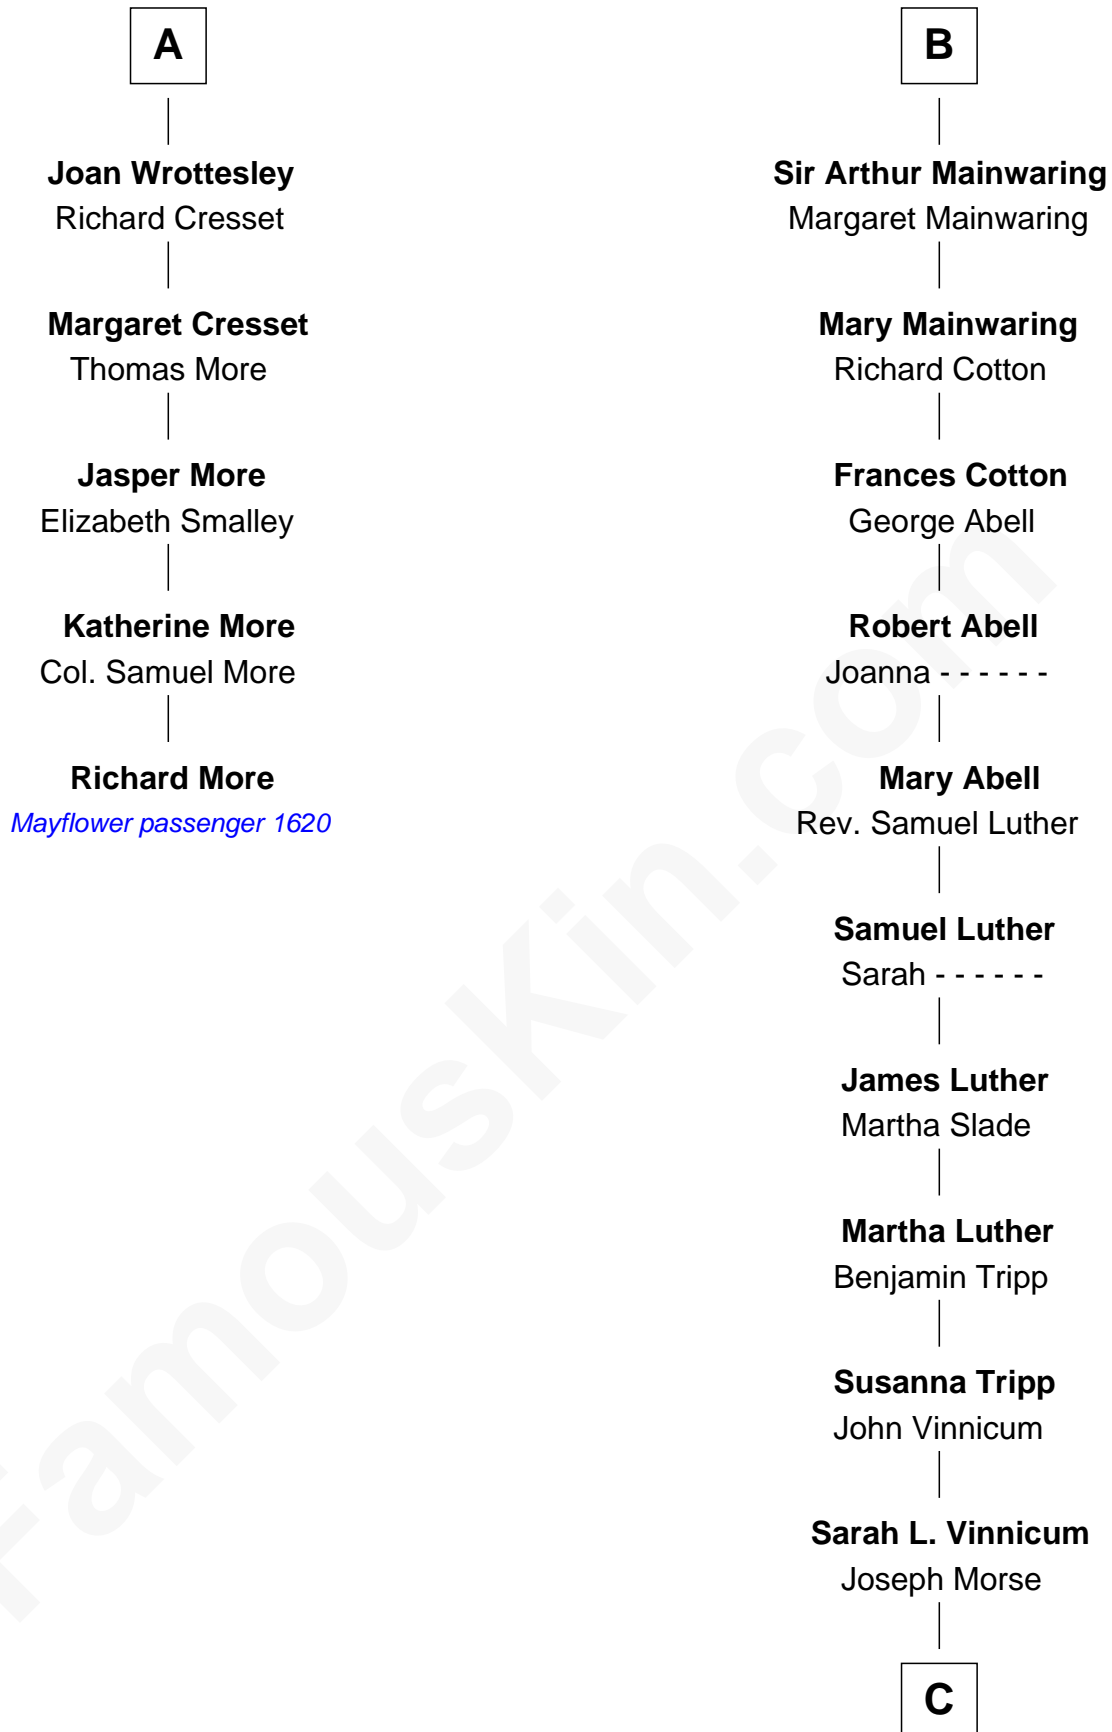 A
Joan Wrottesley
Richard Cresset
Margaret Cresset
Thomas More
Jasper More
Elizabeth Smalley
Katherine More
Col. Samuel More
Richard More
Mayflower passenger 1620
B
Sir Arthur Mainwaring
Margaret Mainwaring
Mary Mainwaring
Richard Cotton
Frances Cotton
George Abell
Robert Abell
Joanna - - - - - -
Mary Abell
Rev. Samuel Luther
Samuel Luther
Sarah - - - - - -
James Luther
Martha Slade
Martha Luther
Benjamin Tripp
Susanna Tripp
John Vinnicum
Sarah L. Vinnicum
Joseph Morse
C
FamousKin.com